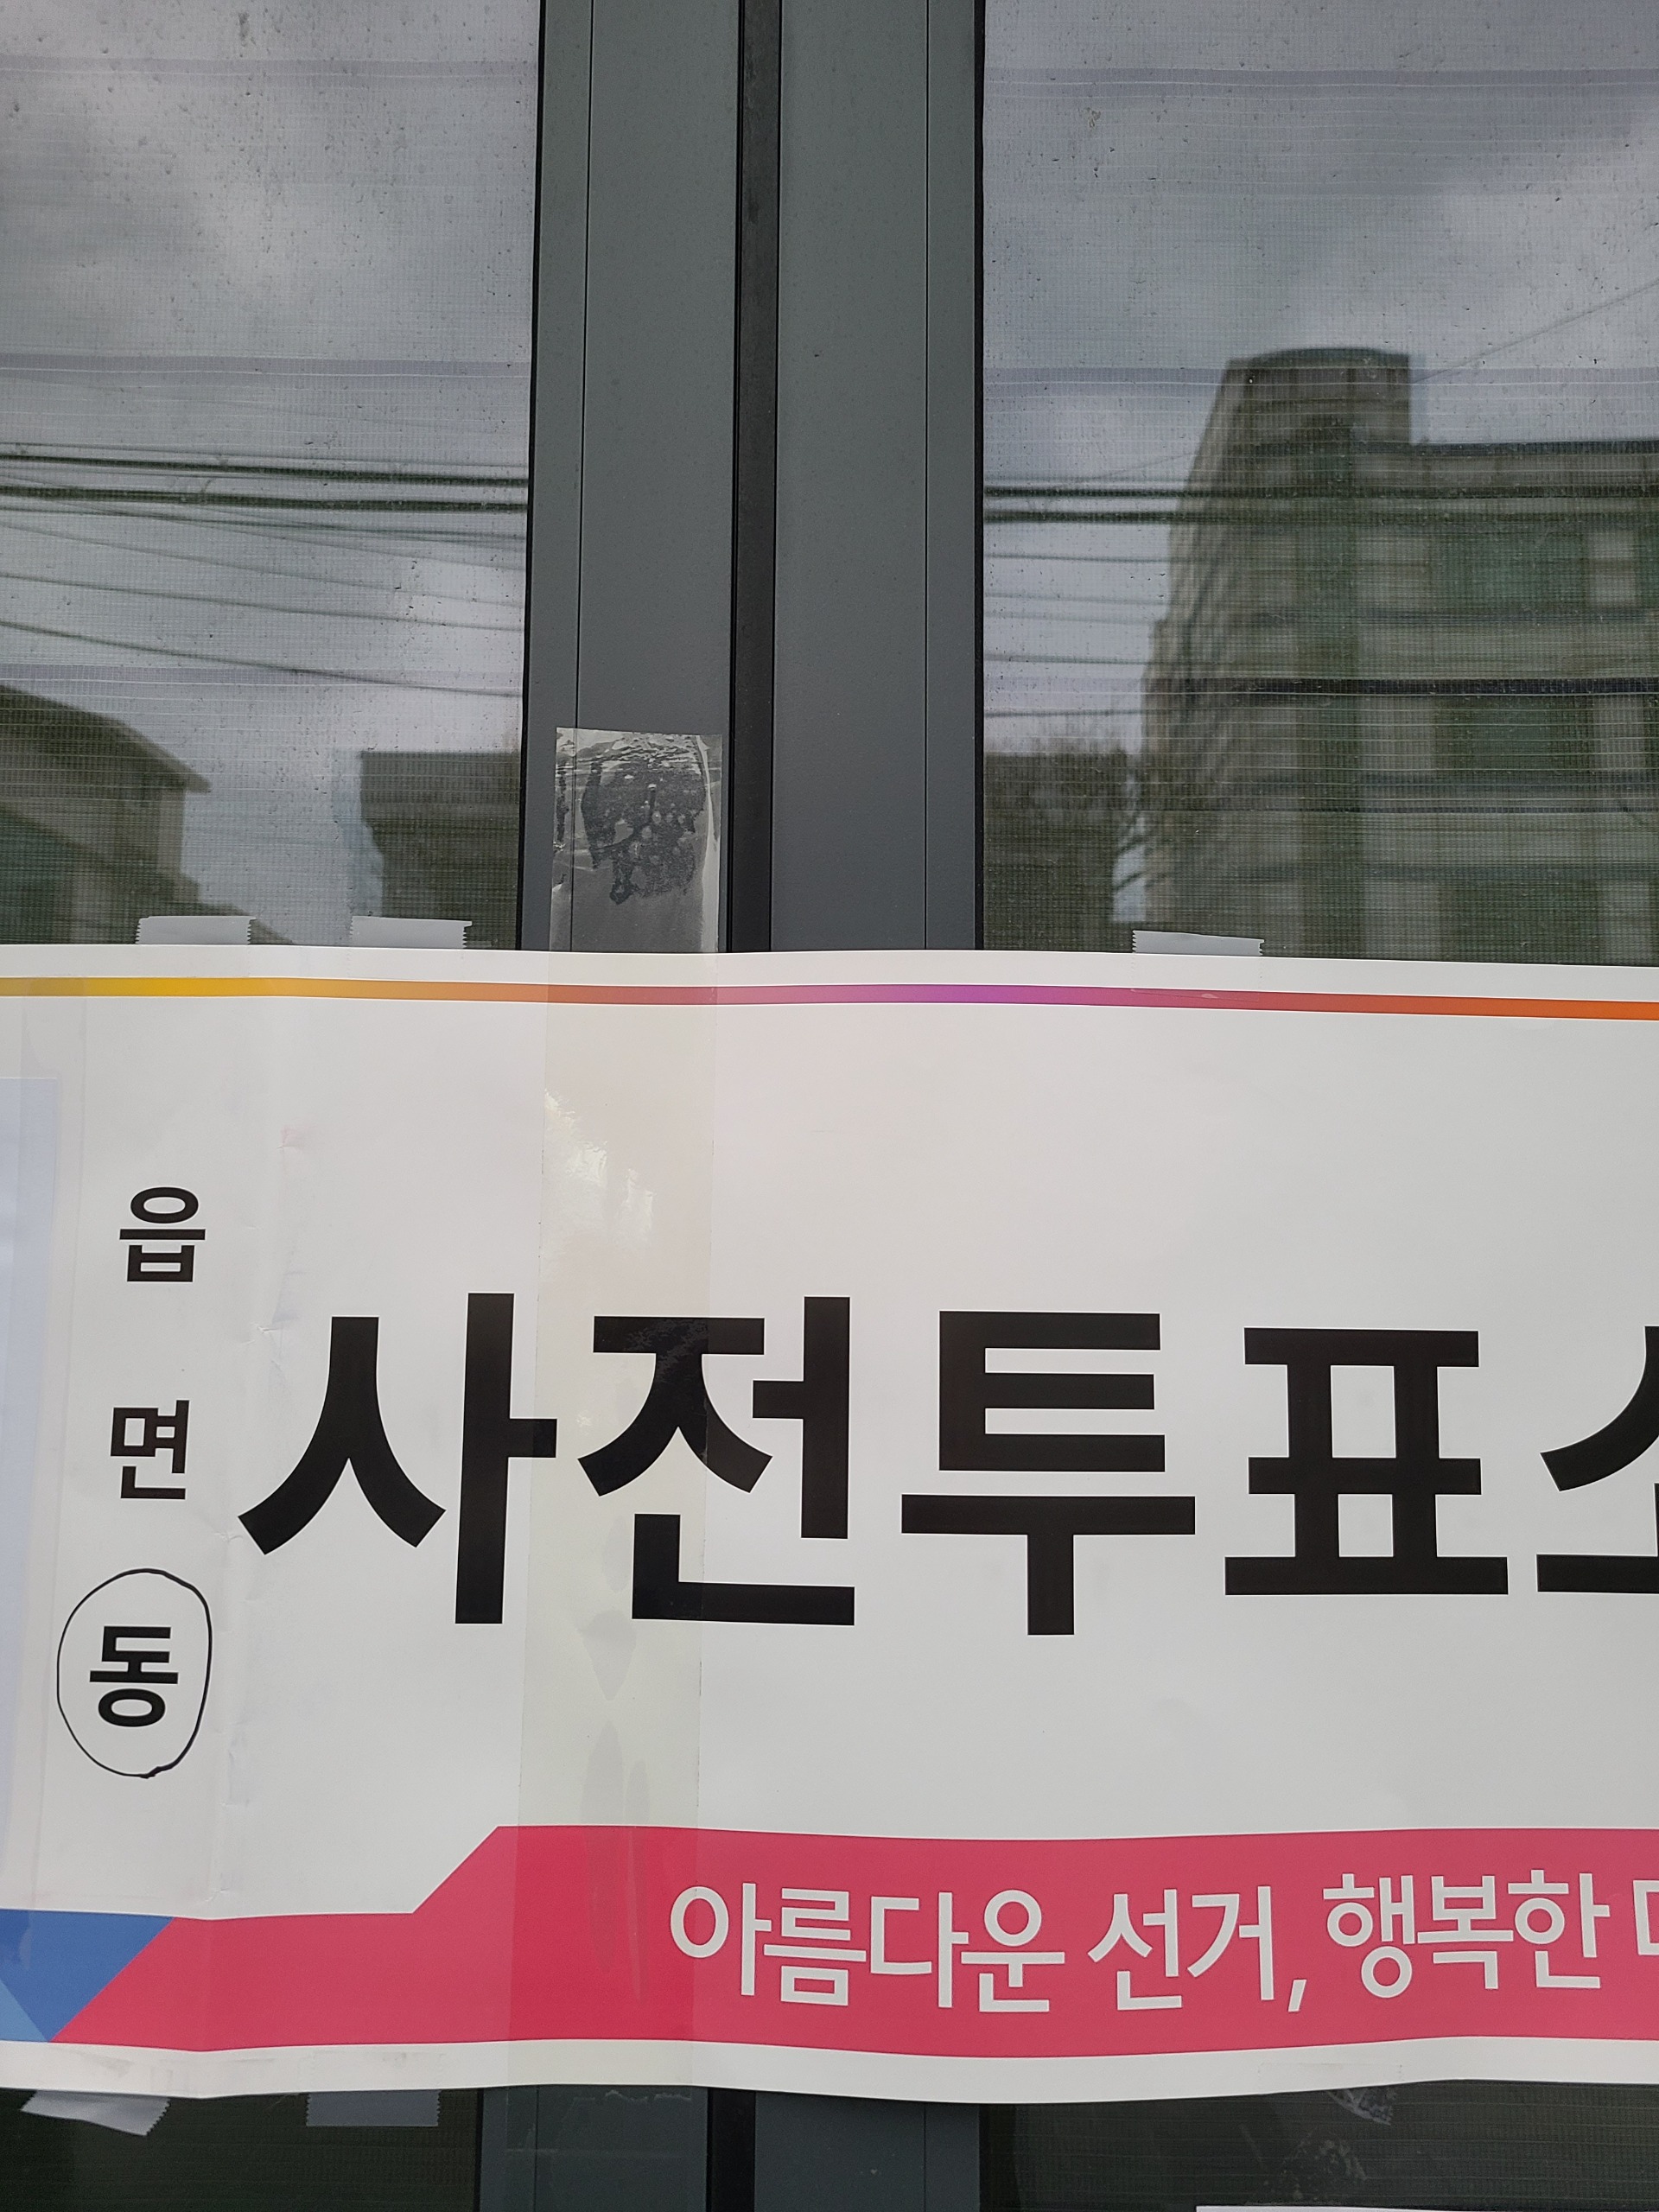 읍
면
동
사전투표소
아름다운 선거, 행복한